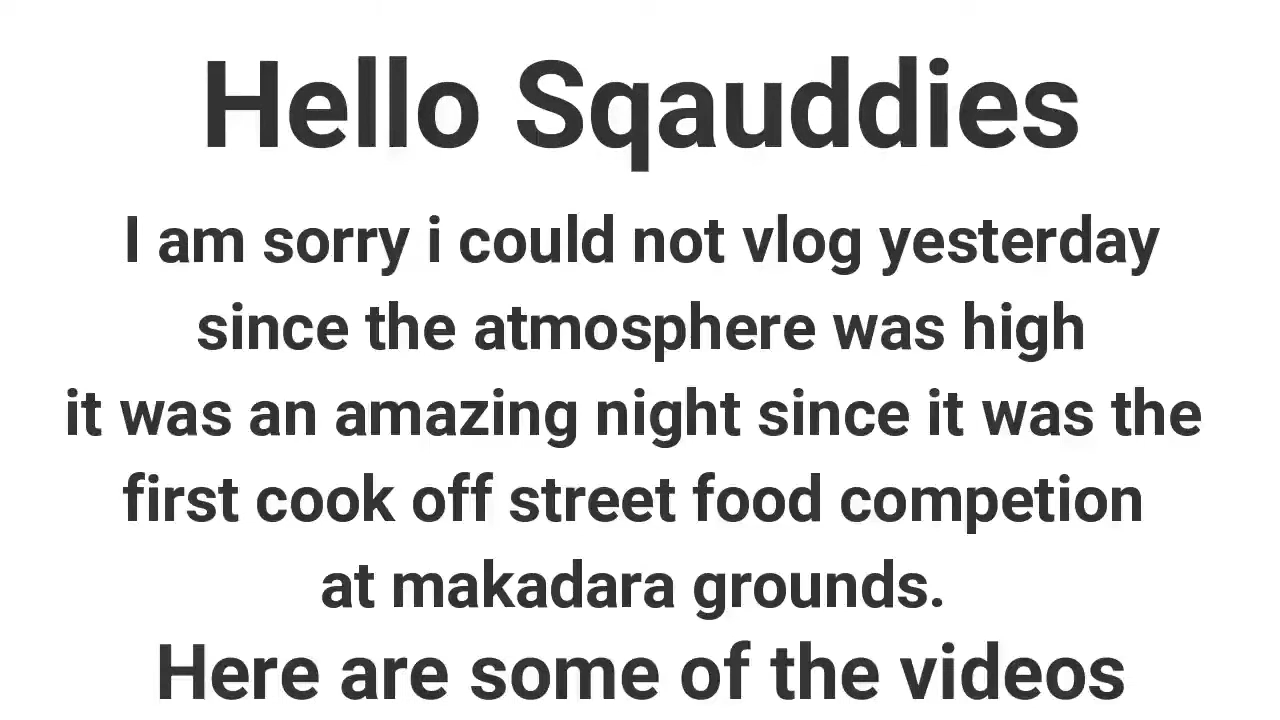 Hello Sqauddies
I am sorry i could not vlog yesterday
since the atmosphere was high
it was an amazing night since it was the
first cook off street food competion
at makadara grounds.
Here are some of the videos